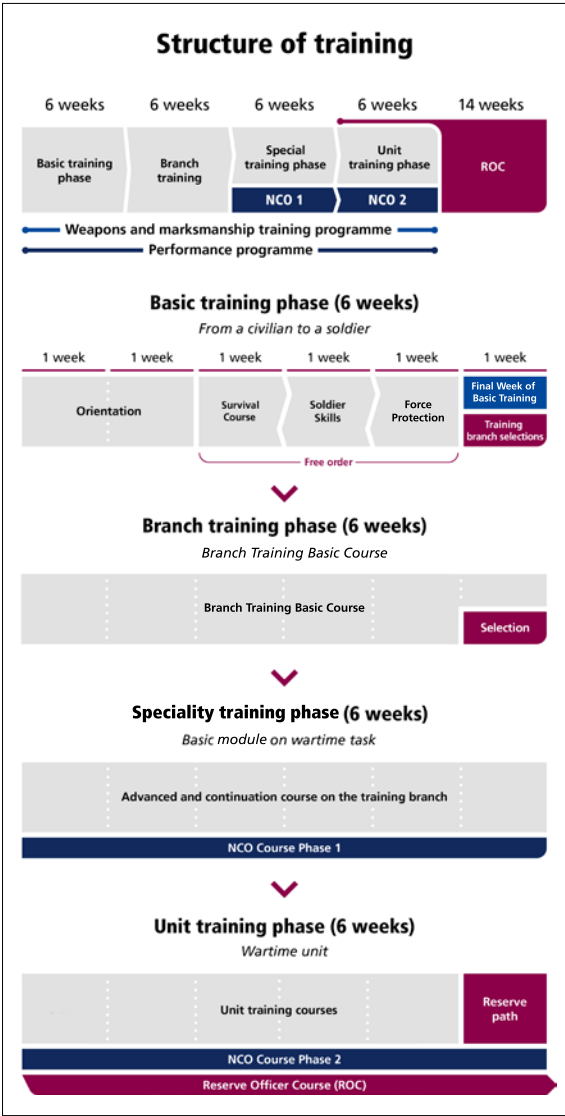 Structure of training
6 weeks
6 weeks
6 weeks
6 weeks
14 weeks
Basic training
phase
Branch
training
Special
training phase
Unit
training phase
ROC
NCO 1
NCO 2
Weapons and marksmanship training programme
Performance programme
Basic training phase (6 weeks)
From a civilian to a soldier
1 week
1 week
1 week
1 week
1 week
1 week
Orientation
Survival
Course
Soldier
Skills
Force
Protection
Final Week of
Basic Training
Training
branch selections
Free order
Branch training phase (6 weeks)
Branch Training Basic Course
Branch Training Basic Course
Selection
Speciality training phase (6 weeks)
Basic module on wartime task
Advanced and continuation course on the training branch
NCO Course Phase 1
Unit training phase (6 weeks)
Wartime unit
Unit training courses
Reserve
path
NCO Course Phase 2
Reserve Officer Course (ROC)